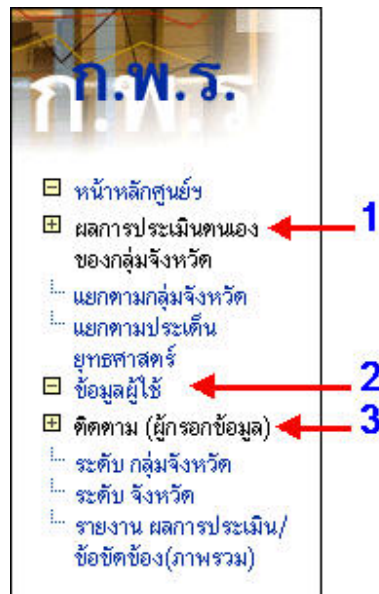 ก.พ.ร.
หน้าหลักศูนย์ฯ
ผลการประเมินตนเอง
ของกลุ่มจังหวัด
1
แยกตามกลุ่มจังหวัด
แยกตามประเด็น
ยุทธศาสตร์
ข้อมูลผู้ใช้
2
ติดตาม (ผู้กรอกข้อมูล)
3
ระดับ กลุ่มจังหวัด
ระดับ จังหวัด
รายงาน ผลการประเมิน/
ข้อขัดข้อง(ภาพรวม)